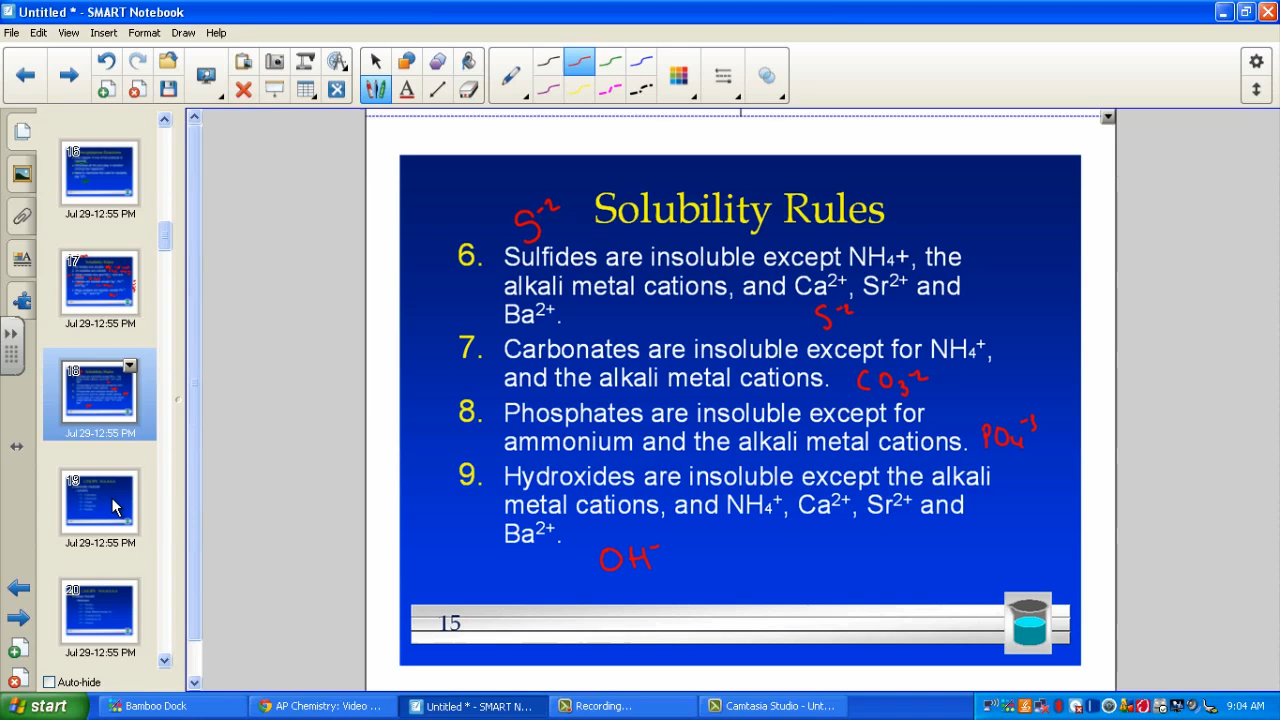 Untitled * - SMART Notebook
File Edit View Insert Format Draw Help
16
Jul 29-12:55 PM
17
Jul 29-12:55 PM
18
Jul 29-12:55 PM
19
Jul 29-12:55 PM
20
Jul 29-12:55 PM
Auto-hide
Solubility Rules
S⁻²
6. Sulfides are insoluble except NH₄+, the
alkali metal cations, and Ca²⁺, Sr²⁺ and
Ba²⁺.
S⁻²
7. Carbonates are insoluble except for NH₄⁺,
and the alkali metal cations.
CO₃⁻²
8. Phosphates are insoluble except for
ammonium and the alkali metal cations.
PO₄⁻³
9. Hydroxides are insoluble except the alkali
metal cations, and NH₄⁺, Ca²⁺, Sr²⁺ and
Ba²⁺.
OH⁻
15
start
Bamboo Dock
AP Chemistry: Video ...
Untitled * - SMART N...
Recording...
Camtasia Studio - Unt...
9:04 AM